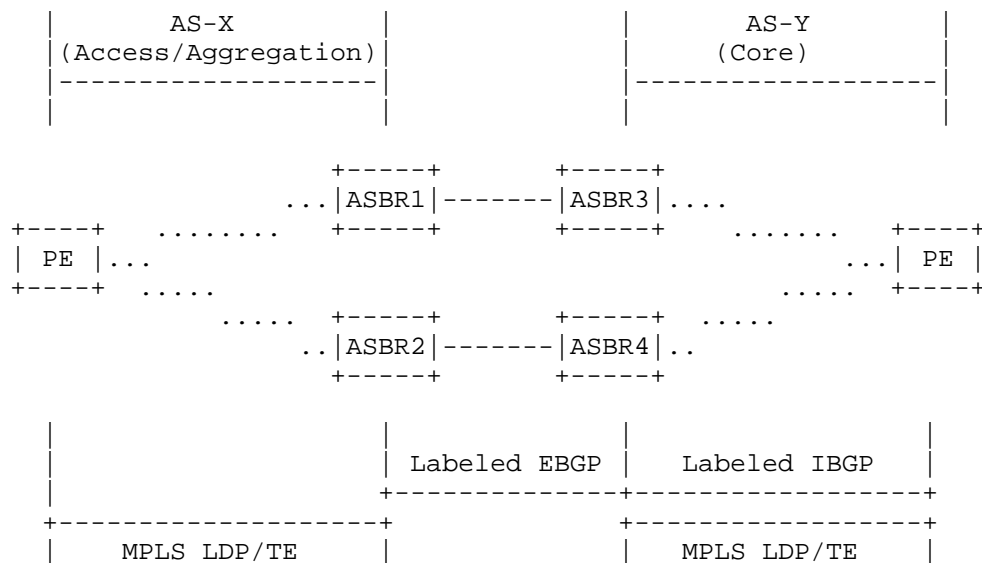 AS-X AS-Y
(Access/Aggregation) (Core)
ASBR1 ASBR3
PE PE
ASBR2 ASBR4
Labeled EBGP Labeled IBGP
MPLS LDP/TE MPLS LDP/TE